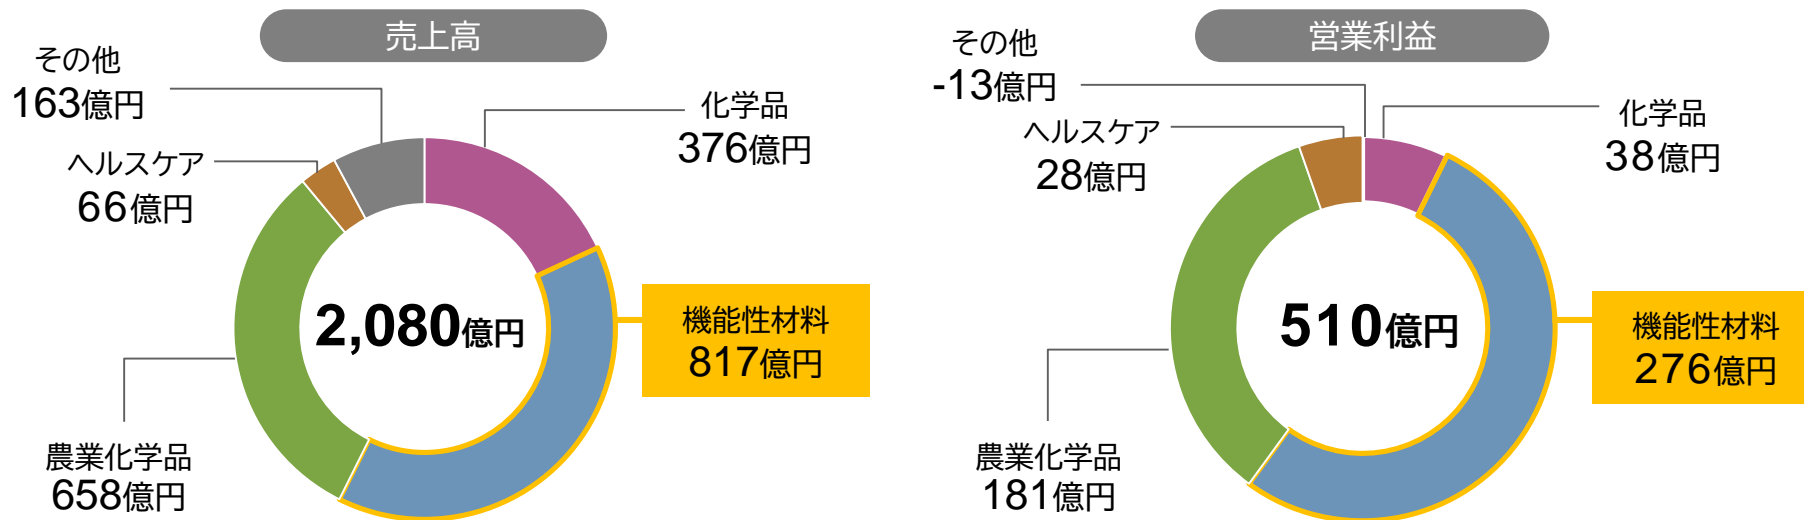 売上高
その他
163億円
化学品
376億円
ヘルスケア
66億円
2,080億円
機能性材料
817億円
農業化学品
658億円
営業利益
その他
-13億円
化学品
38億円
ヘルスケア
28億円
510億円
機能性材料
276億円
農業化学品
181億円